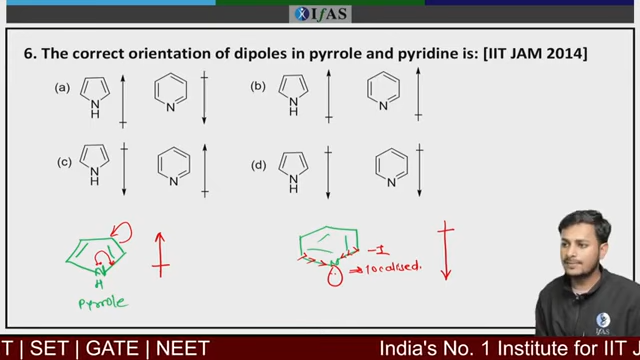 IfAS
6. The correct orientation of dipoles in pyrrole and pyridine is: [IIT JAM 2014]
(a) N H N (b) N H N
(c) N H N (d) N H N
-I
N H N : ⇒ localised.
Pyrrole
T | SET | GATE | NEET India's No. 1 Institute for IIT J